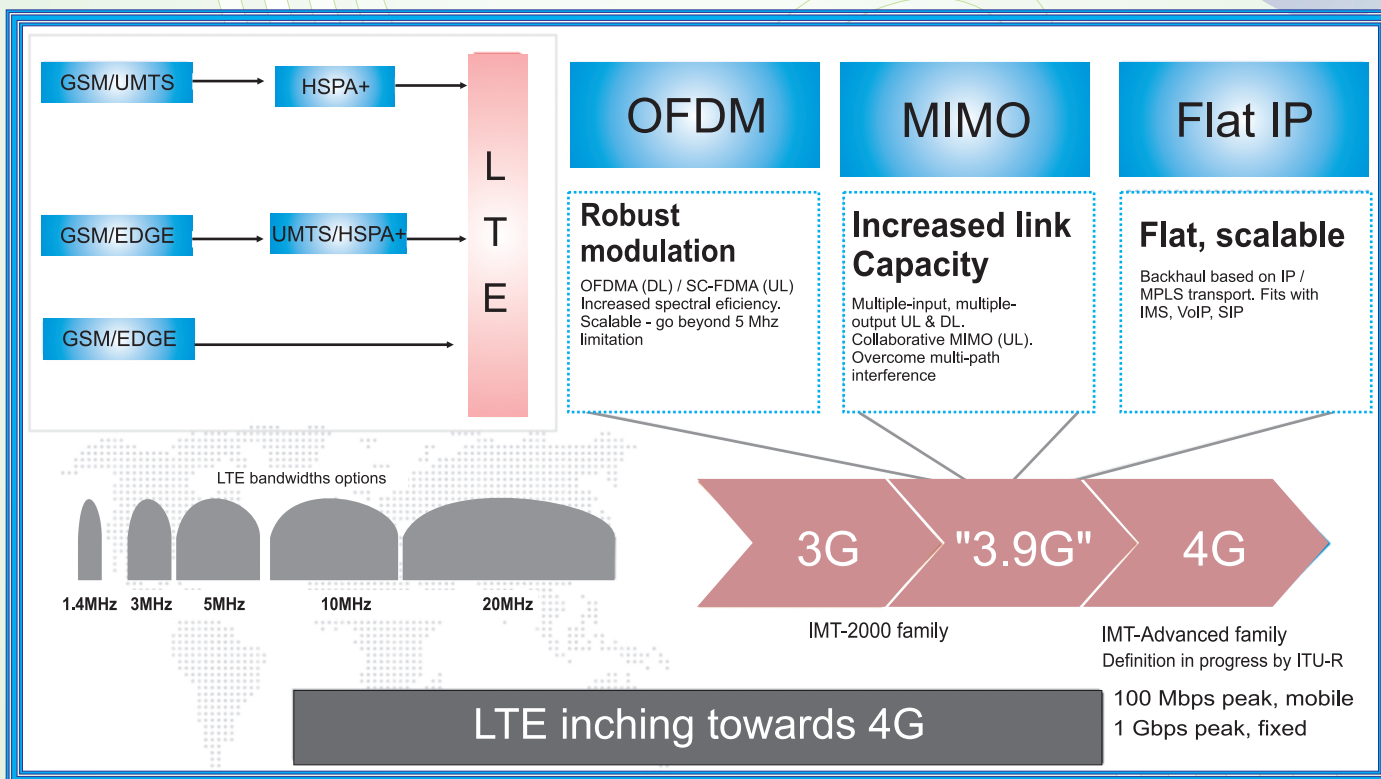 GSM/UMTS
HSPA+
GSM/EDGE
UMTS/HSPA+
GSM/EDGE
L
T
E
OFDM
Robust
modulation
OFDMA (DL) / SC-FDMA (UL)
Increased spectral eficiency.
Scalable - go beyond 5 Mhz
limitation
MIMO
Increased link
Capacity
Multiple-input, multiple-
output UL & DL.
Collaborative MIMO (UL).
Overcome multi-path
interference
Flat IP
Flat, scalable
Backhaul based on IP /
MPLS transport. Fits with
IMS, VoIP, SIP
LTE bandwidths options
1.4MHz 3MHz 5MHz 10MHz 20MHz
3G "3.9G" 4G
IMT-2000 family
IMT-Advanced family
Definition in progress by ITU-R
100 Mbps peak, mobile
1 Gbps peak, fixed
LTE inching towards 4G